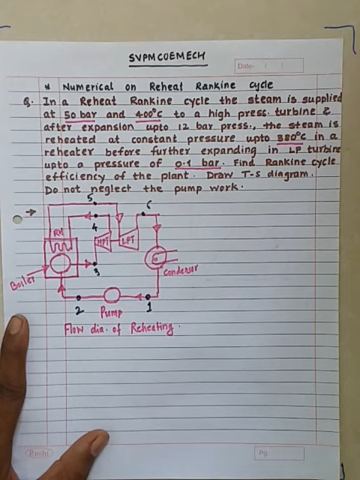 SVPMCOEMECH
Date-
* Numerical on Reheat Rankine Cycle
Q. In a Reheat Rankine cycle the steam is supplied
at 50 bar and 400°C to a high press. turbine &
after expansion upto 12 bar press., the steam is
reheated at constant pressure upto 380°C in a
reheater before further expanding in LP turbine
upto a pressure of 0.1 bar. Find Rankine cycle
efficiency of the plant. Draw T-S diagram.
Do not neglect the pump work.
5
6
RH
4
HPT
LPT
3
Boiler
Condenser
2
Pump
1
Flow dia. of Reheating.
Pg